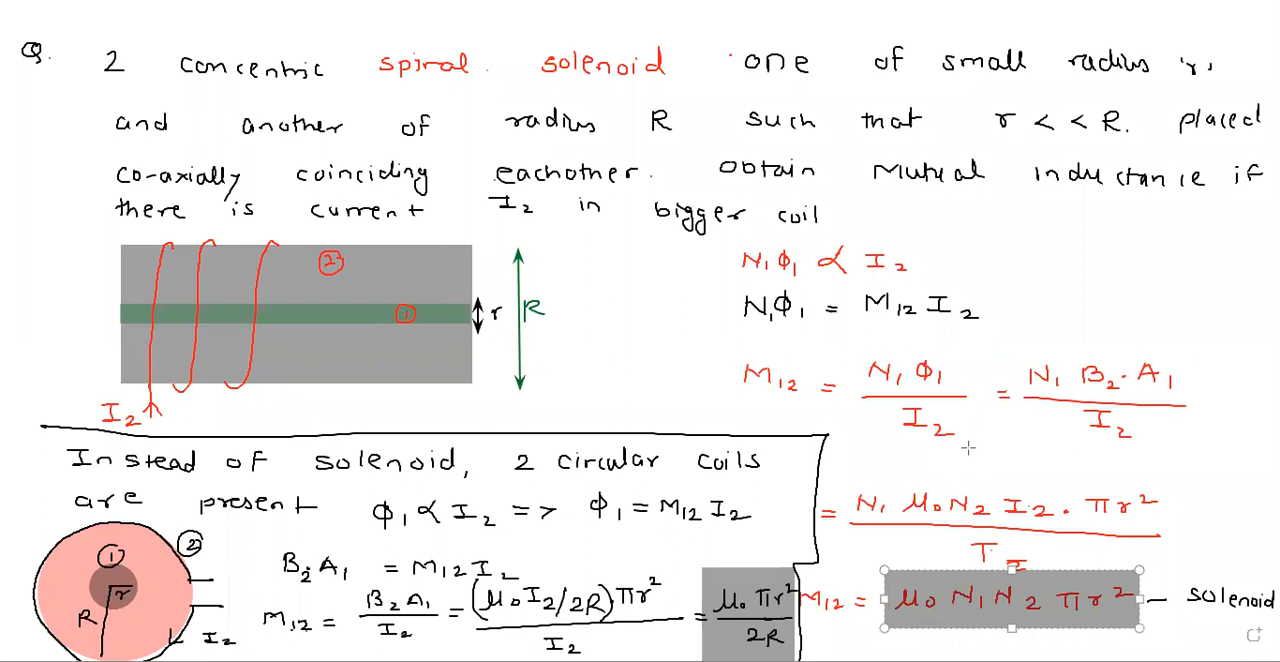 Q. 2 concentric spiral solenoid one of small radius 'r'
and another of radius R such that r << R. placed
co-axially coinciding eachother. obtain Mutual inductance if
there is current I₂ in bigger coil
②
①
r
R
I₂
N₁ Φ₁ ∝ I₂
N₁Φ₁ = M₁₂ I₂
M₁₂ = N₁ Φ₁ / I₂ = N₁ B₂ · A₁ / I₂
= N₁ μ₀ N₂ I₂ · πr² / I₂
M₁₂ = μ₀ N₁ N₂ πr² — solenoid
Instead of solenoid, 2 circular coils
are present Φ₁ ∝ I₂ => Φ₁ = M₁₂ I₂
①
②
r
R
I₂
B₂ A₁ = M₁₂ I₂
M₁₂ = B₂ A₁ / I₂ = (μ₀ I₂/2R) πr² / I₂ = μ₀ πr² / 2R